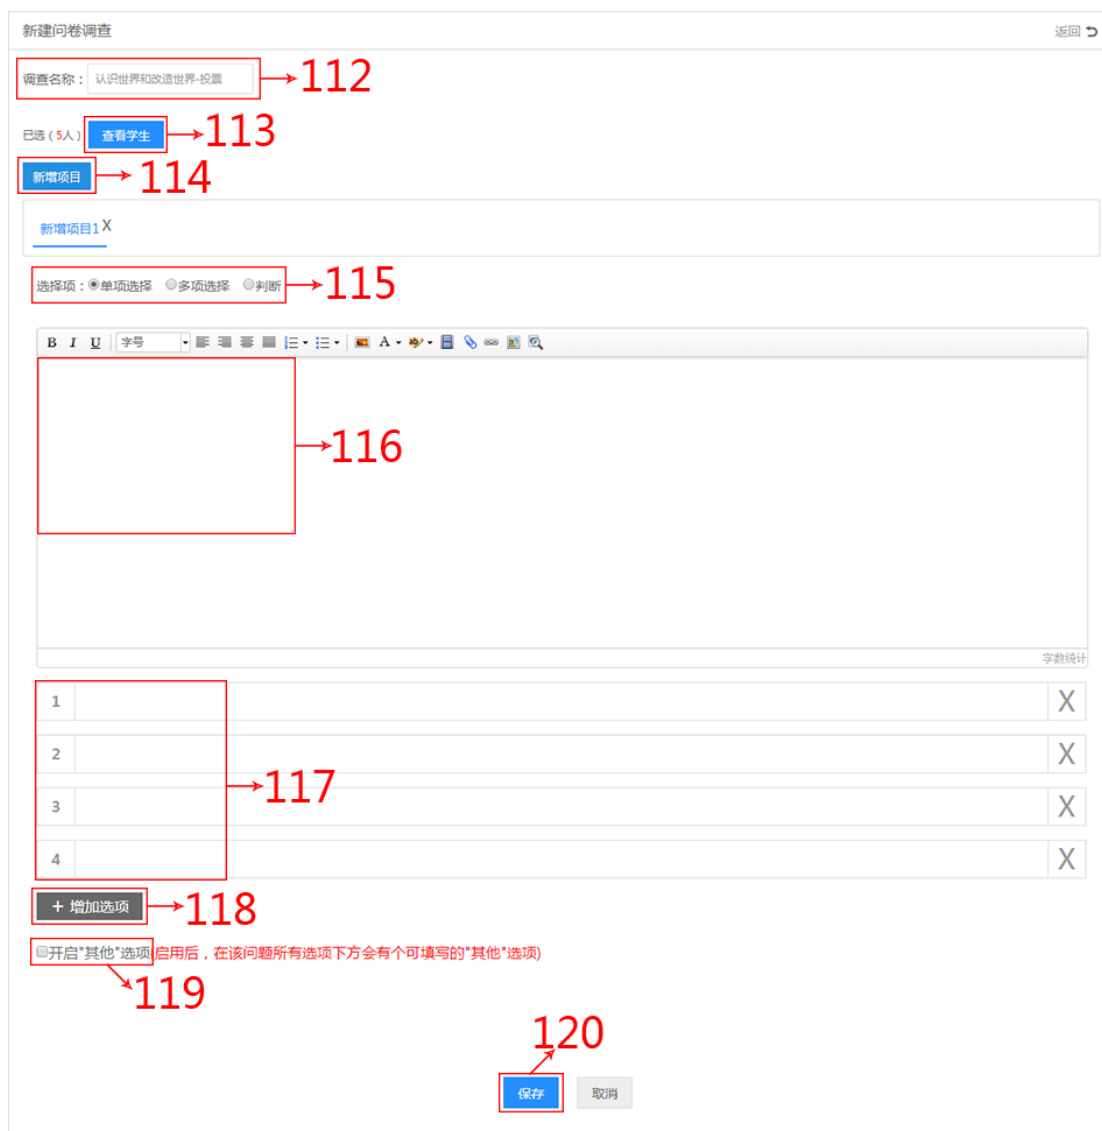 新建问卷调查 返回
调查名称： 认识世界和改造世界-投票 112
已选（5人） 查看学生 113
新增项目 114
新增项目1 X
选择项：单项选择 多项选择 判断 115
B I U 字号 A
116
字数统计
1 X
2 X
117
3 X
4 X
+ 增加选项 118
开启"其他"选项(启用后，在该问题所有选项下方会有个可填写的"其他"选项)
119
120
保存 取消